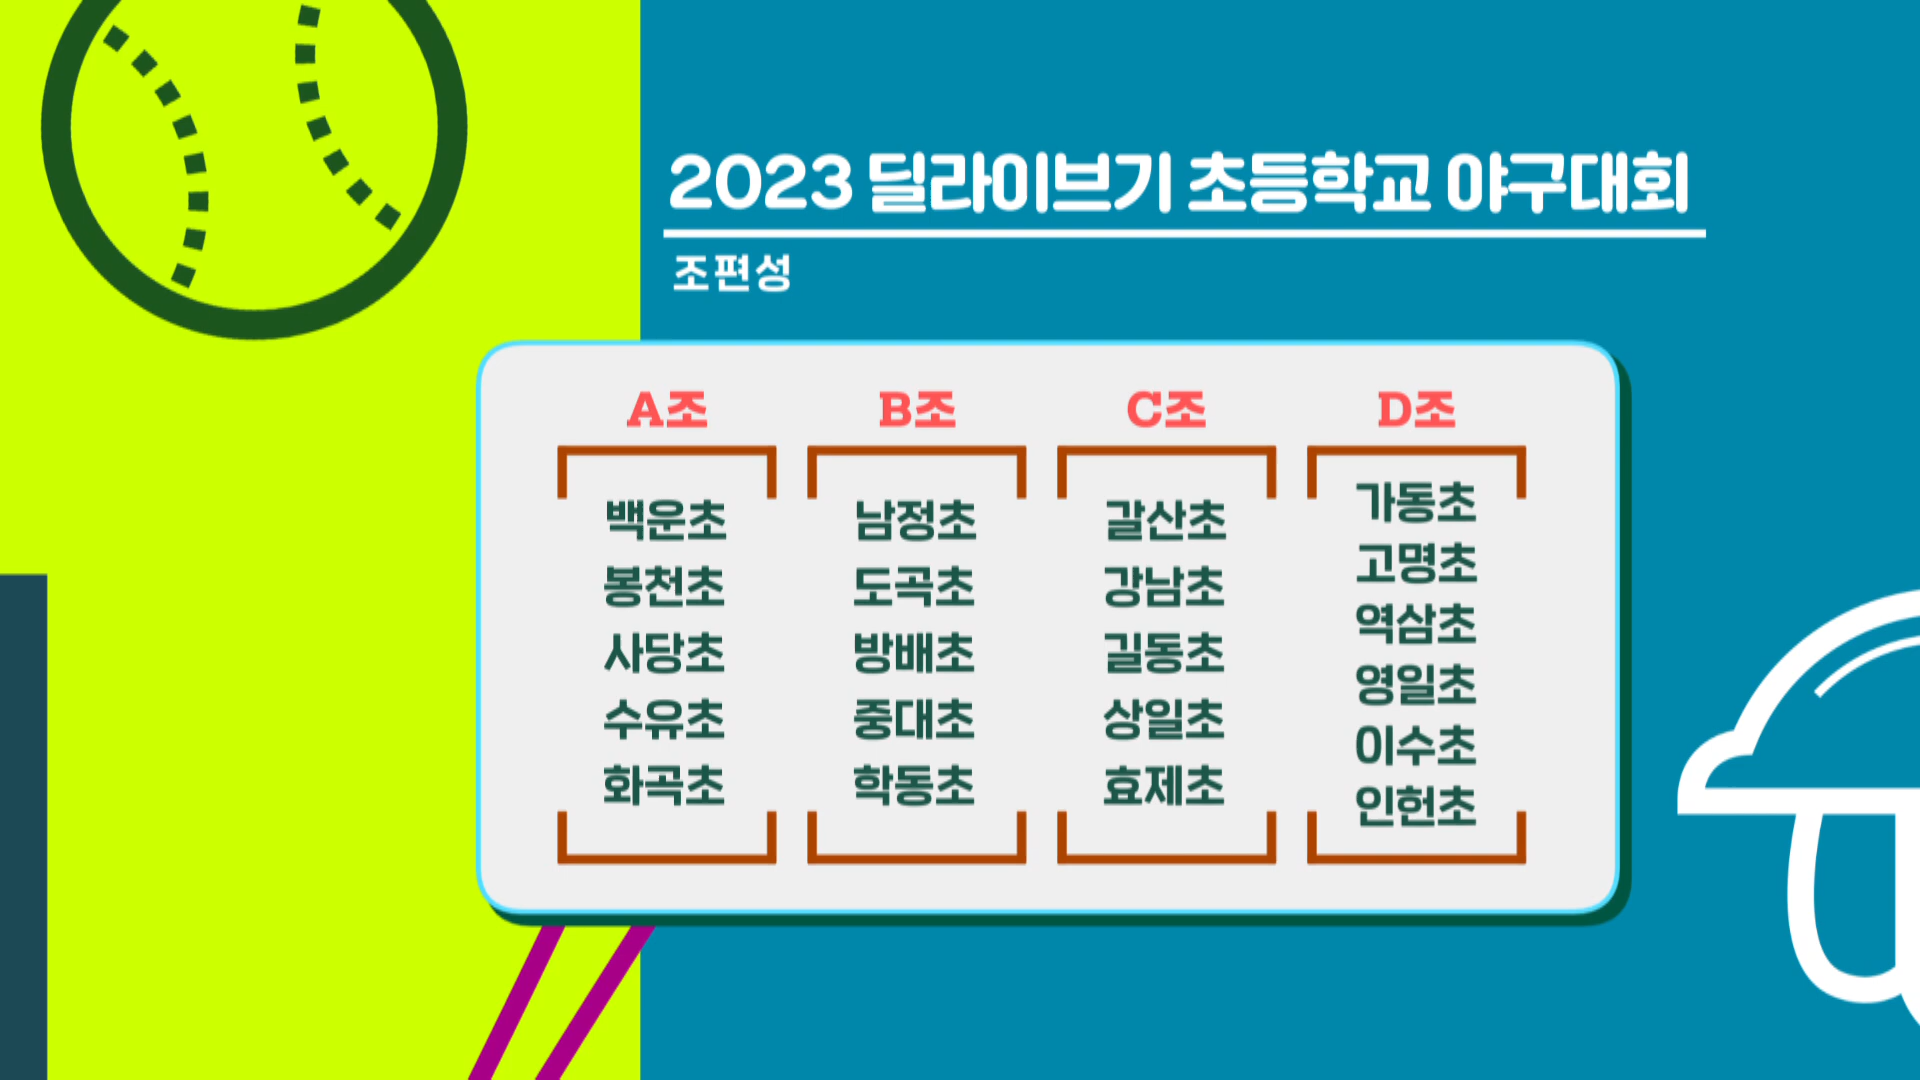 2023 딜라이브기 초등학교 야구대회
조편성
A조
백운초
봉천초
사당초
수유초
화곡초
B조
남정초
도곡초
방배초
중대초
학동초
C조
갈산초
강남초
길동초
상일초
효제초
D조
가동초
고명초
역삼초
영일초
이수초
인헌초